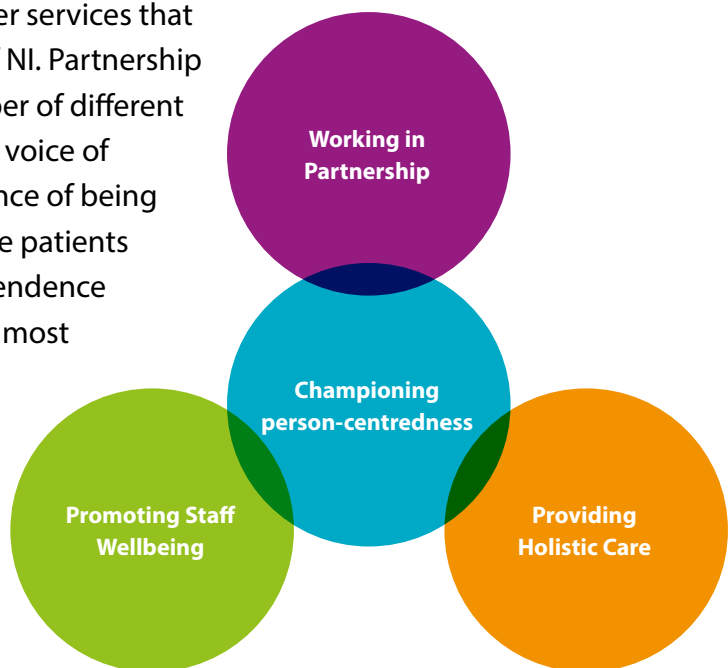 er services that
NI. Partnership
er of different
voice of
nce of being
e patients
endence
most
Working in
Partnership
Championing
person-centredness
Promoting Staff
Wellbeing
Providing
Holistic Care